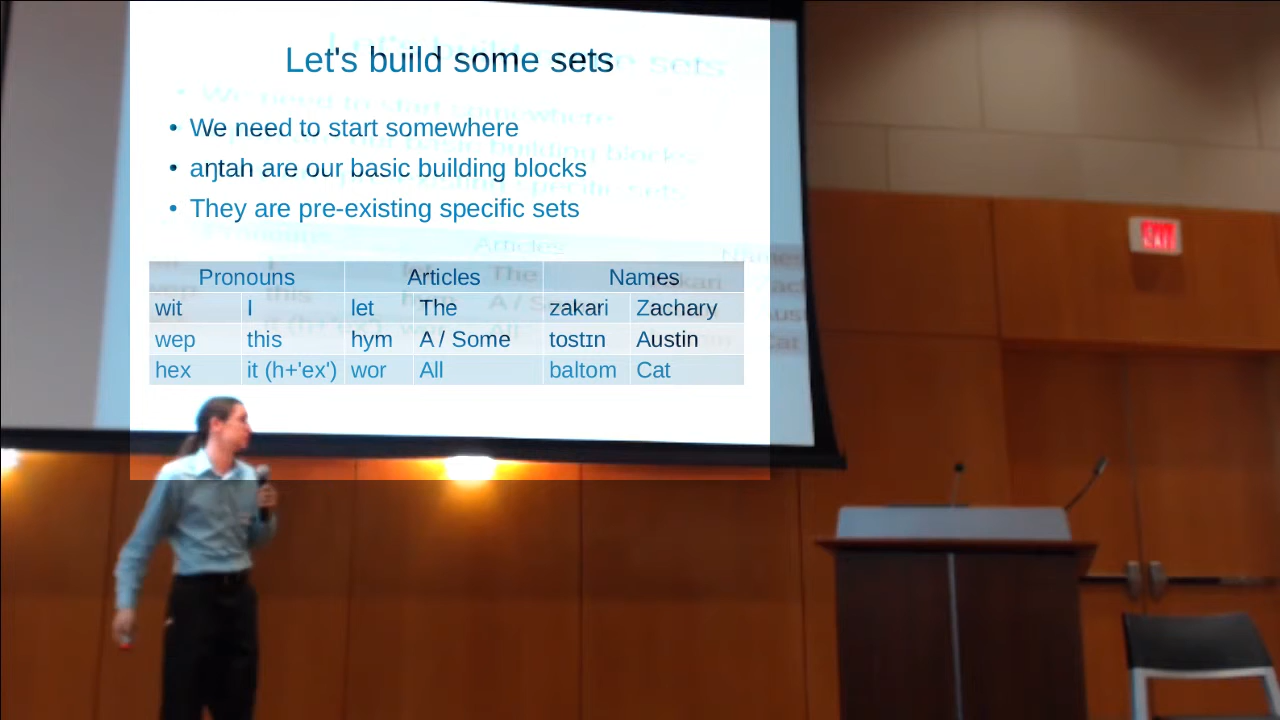 Let's build some sets
• We need to start somewhere
• aŋtah are our basic building blocks
• They are pre-existing specific sets
Pronouns Articles Names
wit I let The zakari Zachary
wep this hym A / Some tostɪn Austin
hex it (h+'ex') wor All baltom Cat
EXIT